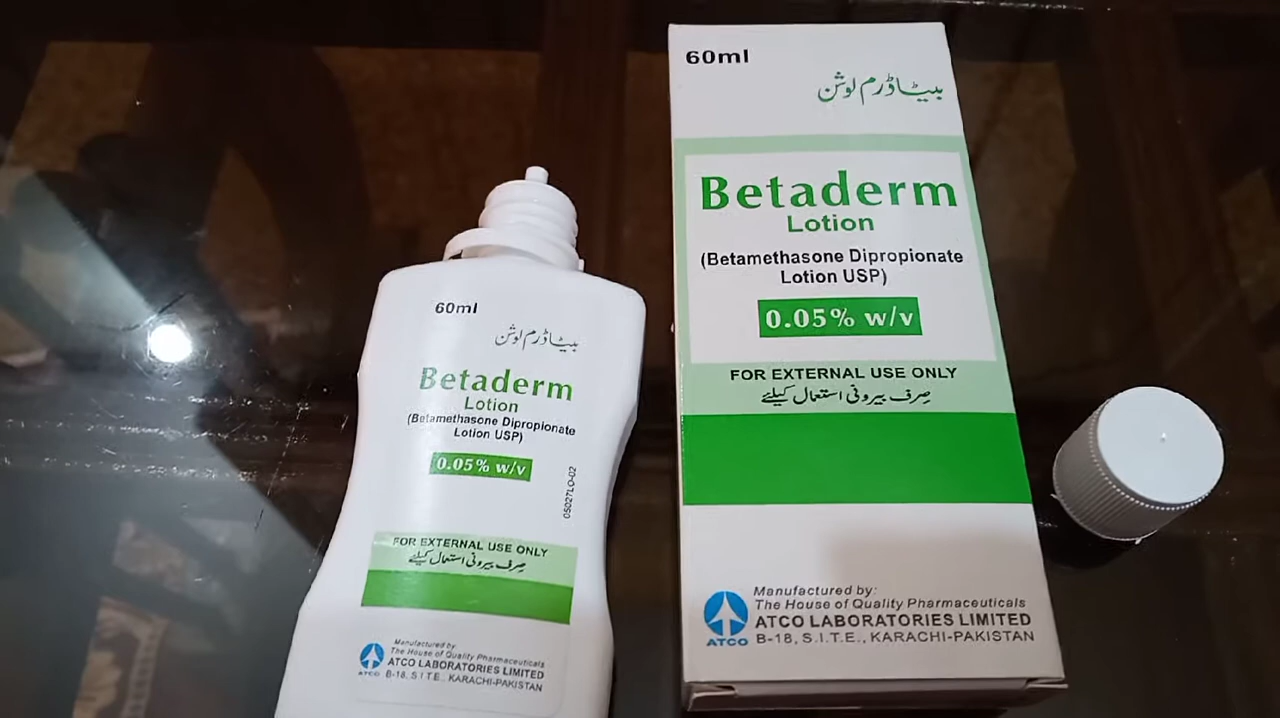 60ml
بیٹاڈرم لوشن
Betaderm
Lotion
(Betamethasone Dipropionate
Lotion USP)
0.05% w/v
05027LO-02
FOR EXTERNAL USE ONLY
صرف بیرونی استعمال کیلئے
Manufactured by:
The House of Quality Pharmaceuticals
ATCO LABORATORIES LIMITED
B-18, S.I.T.E., KARACHI-PAKISTAN
ATCO
60ml
بیٹاڈرم لوشن
Betaderm
Lotion
(Betamethasone Dipropionate
Lotion USP)
0.05% w/v
FOR EXTERNAL USE ONLY
صرف بیرونی استعمال کیلئے
Manufactured by:
The House of Quality Pharmaceuticals
ATCO LABORATORIES LIMITED
B-18, S.I.T.E., KARACHI-PAKISTAN
ATCO